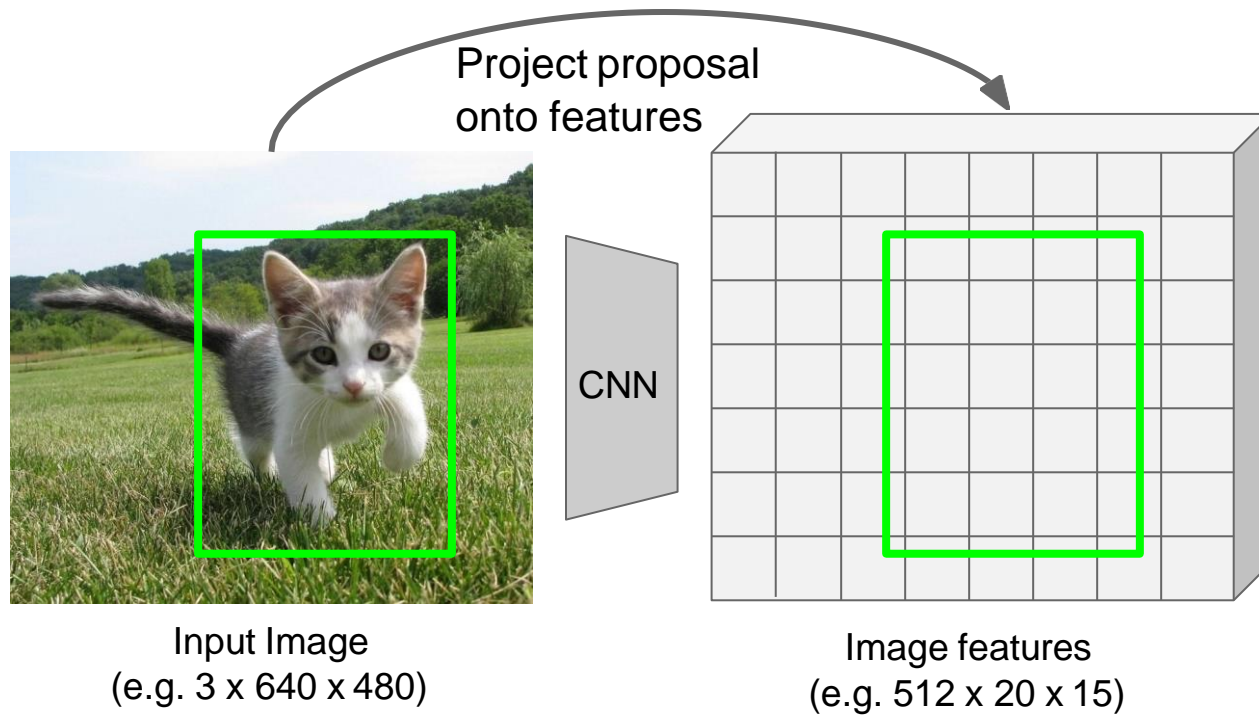 Project proposal
onto features
CNN
Input Image
(e.g. 3 x 640 x 480)
Image features
(e.g. 512 x 20 x 15)